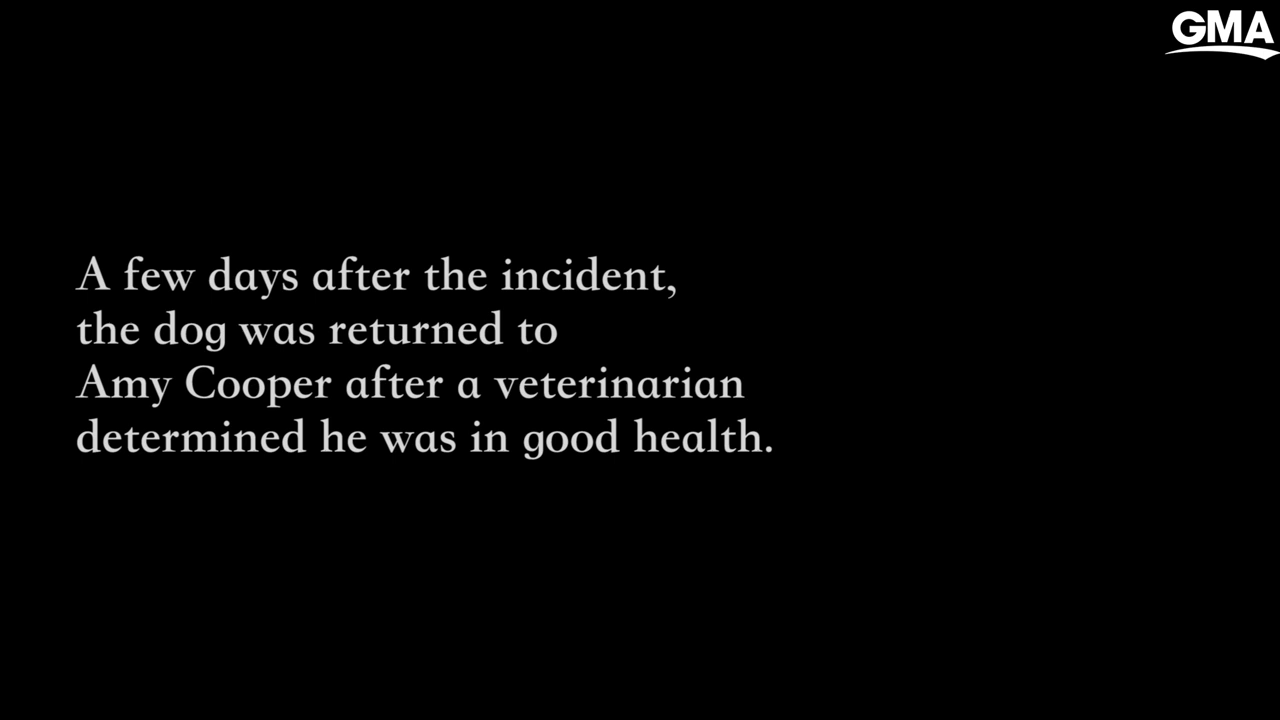 GMA
A few days after the incident,
the dog was returned to
Amy Cooper after a veterinarian
determined he was in good health.